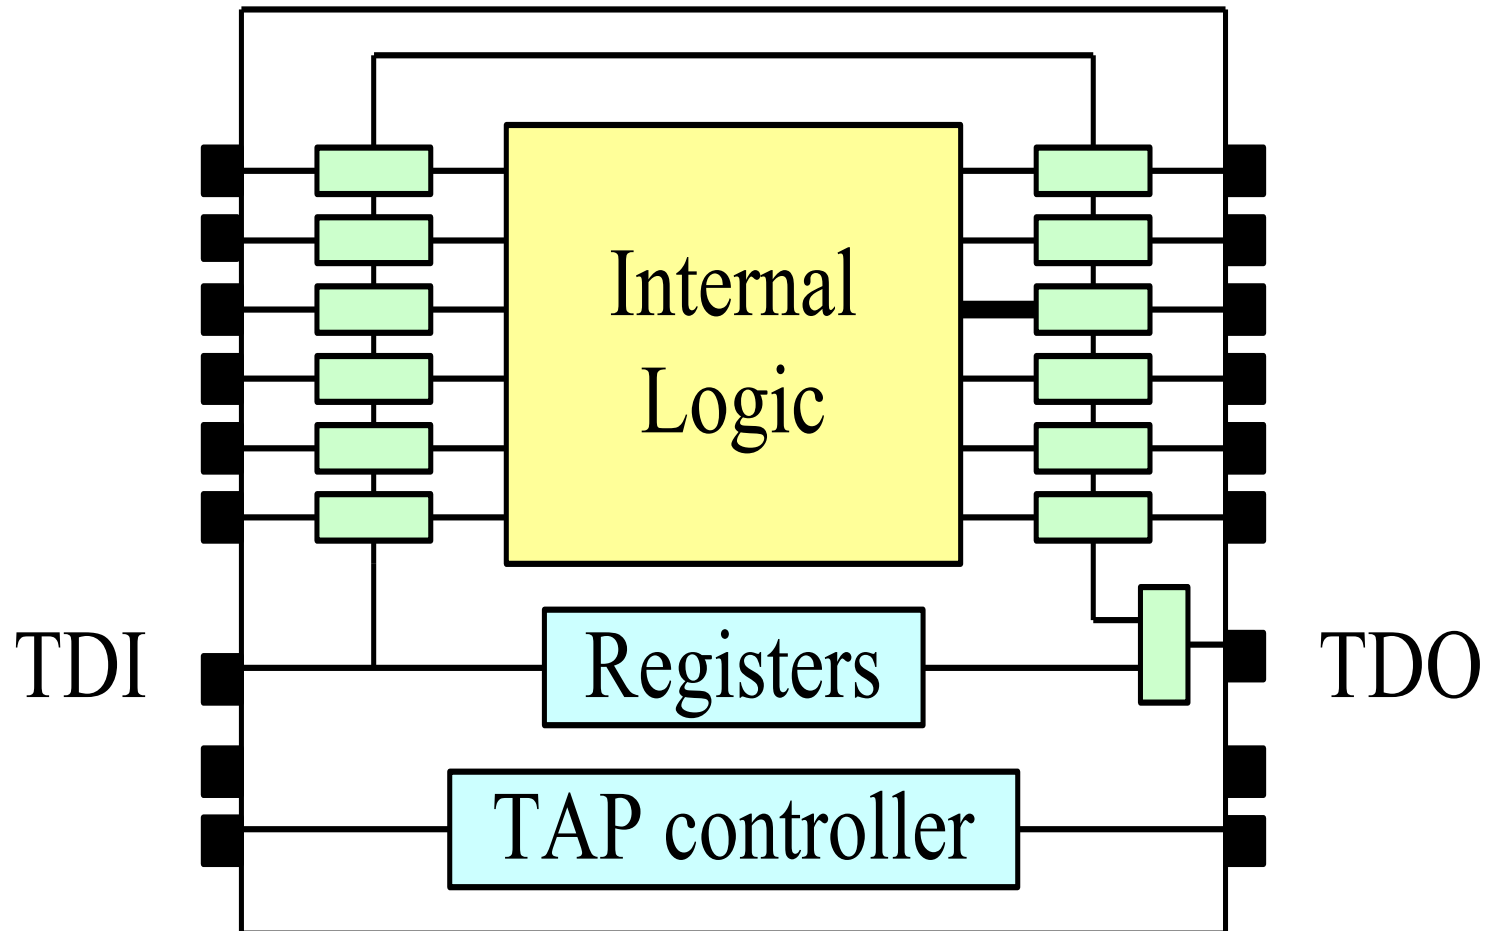 Internal
Logic
TDI
Registers
TDO
TAP controller